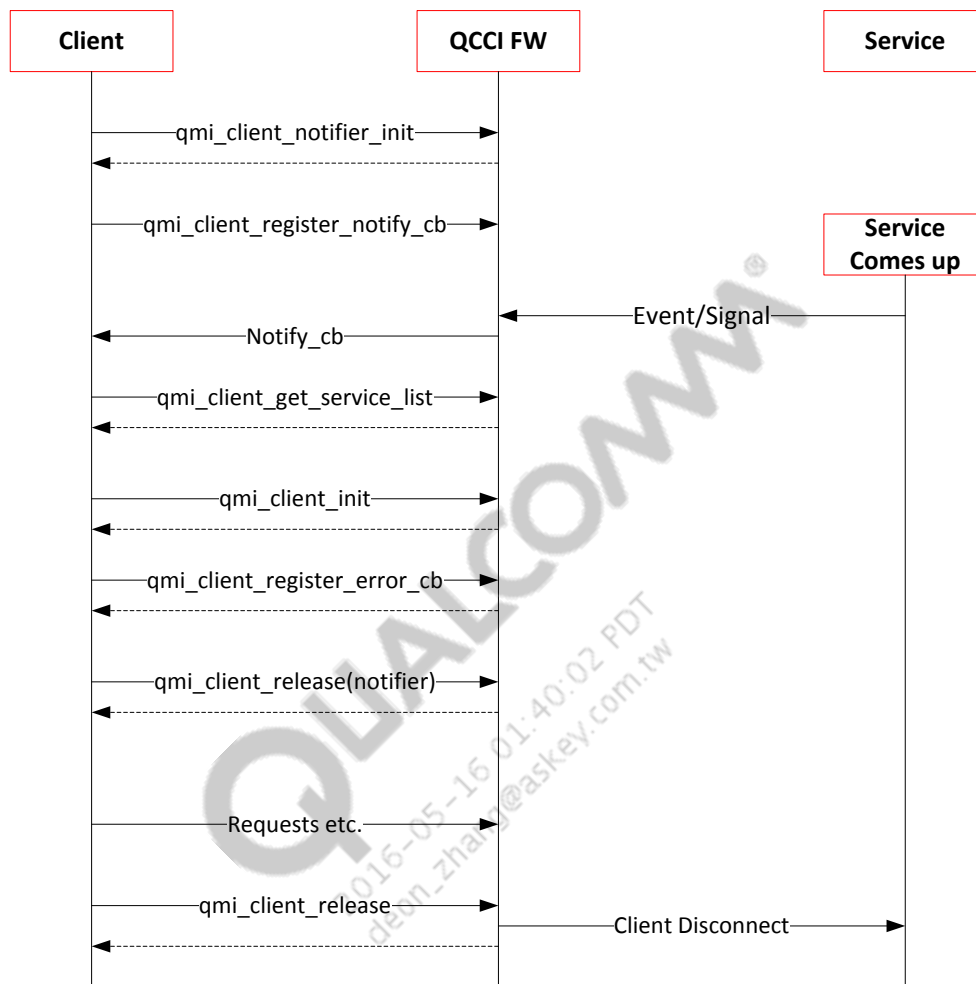 Client
QCCI FW
Service
qmi_client_notifier_init
qmi_client_register_notify_cb
Service
Comes up
Event/Signal
Notify_cb
qmi_client_get_service_list
qmi_client_init
qmi_client_register_error_cb
qmi_client_release(notifier)
Requests etc.
qmi_client_release
Client Disconnect
QUALCOMM®
2016-05-16 01:40:02 PDT
deon_zhang@askey.com.tw